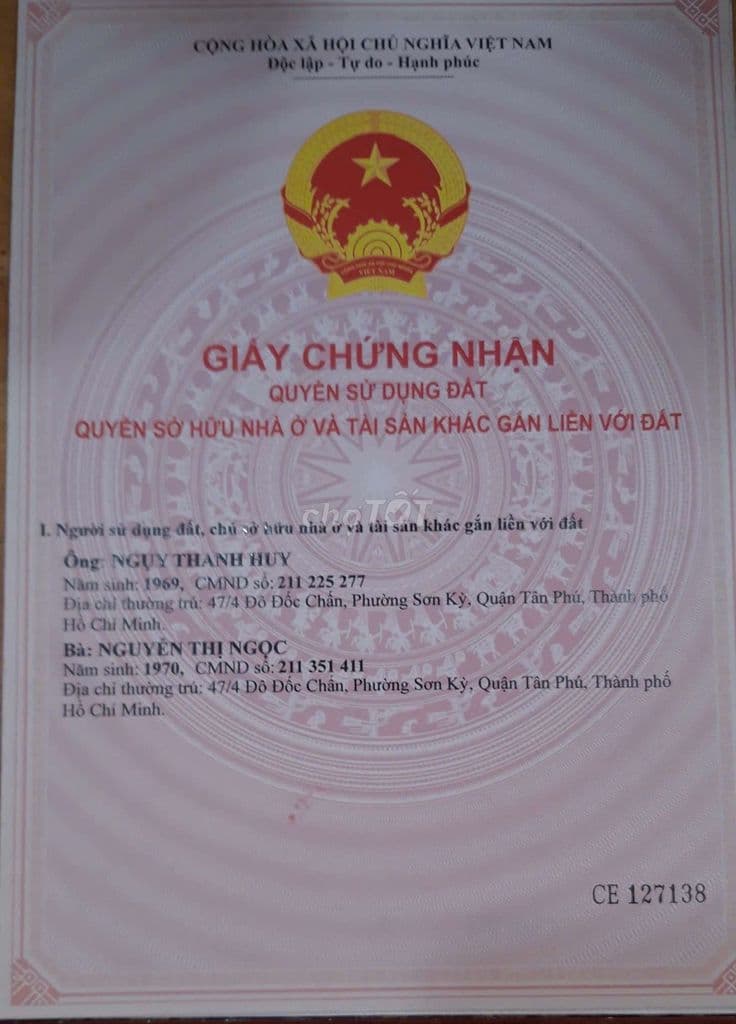 CỘNG HÒA XÃ HỘI CHỦ NGHĨA VIỆT NAM
Độc lập - Tự do - Hạnh phúc
VIỆT NAM
GIẤY CHỨNG NHẬN
QUYỀN SỬ DỤNG ĐẤT
QUYỀN SỞ HỮU NHÀ Ở VÀ TÀI SẢN KHÁC GẮN LIỀN VỚI ĐẤT
choTỐT
I. Người sử dụng đất, chủ sở hữu nhà ở và tài sản khác gắn liền với đất
Ông: NGỤY THANH HUY
Năm sinh: 1969, CMND số: 211 225 277
Địa chỉ thường trú: 47/4 Đô Đốc Chấn, Phường Sơn Kỳ, Quận Tân Phú, Thành phố
Hồ Chí Minh.
Bà: NGUYỄN THỊ NGỌC
Năm sinh: 1970, CMND số: 211 351 411
Địa chỉ thường trú: 47/4 Đô Đốc Chấn, Phường Sơn Kỳ, Quận Tân Phú, Thành phố
Hồ Chí Minh.
CE 127138